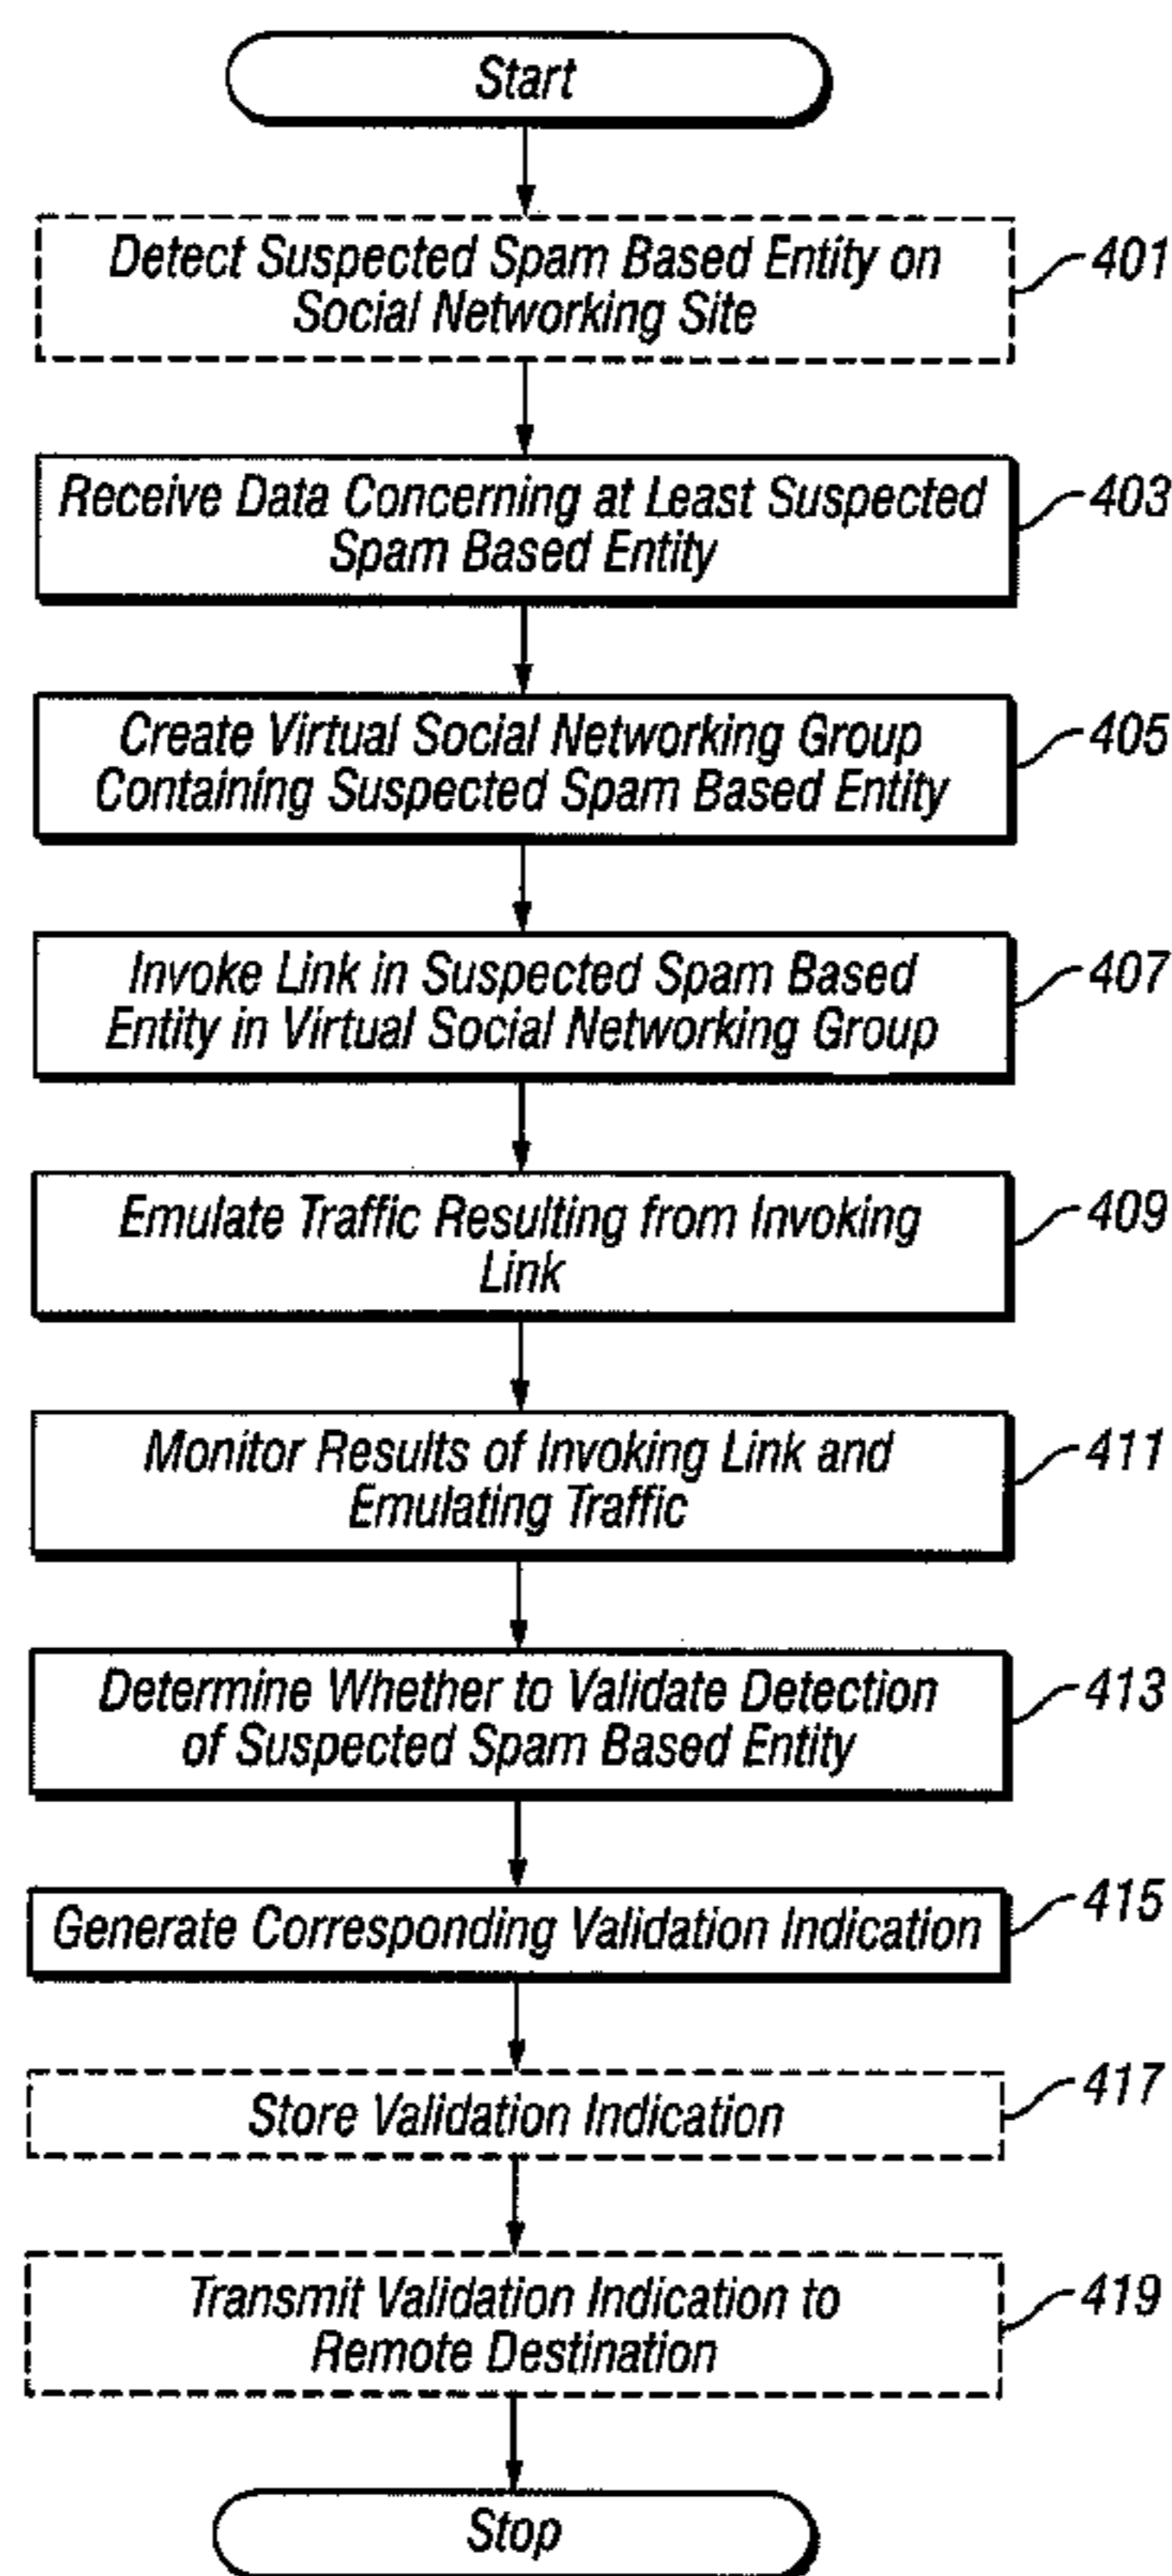 Start
Detect Suspected Spam Based Entity on
Social Networking Site
401
Receive Data Concerning at Least Suspected
Spam Based Entity
403
Create Virtual Social Networking Group
Containing Suspected Spam Based Entity
405
Invoke Link in Suspected Spam Based
Entity in Virtual Social Networking Group
407
Emulate Traffic Resulting from Invoking
Link
409
Monitor Results of Invoking Link and
Emulating Traffic
411
Determine Whether to Validate Detection
of Suspected Spam Based Entity
413
Generate Corresponding Validation Indication
415
Store Validation Indication
417
Transmit Validation Indication to
Remote Destination
419
Stop